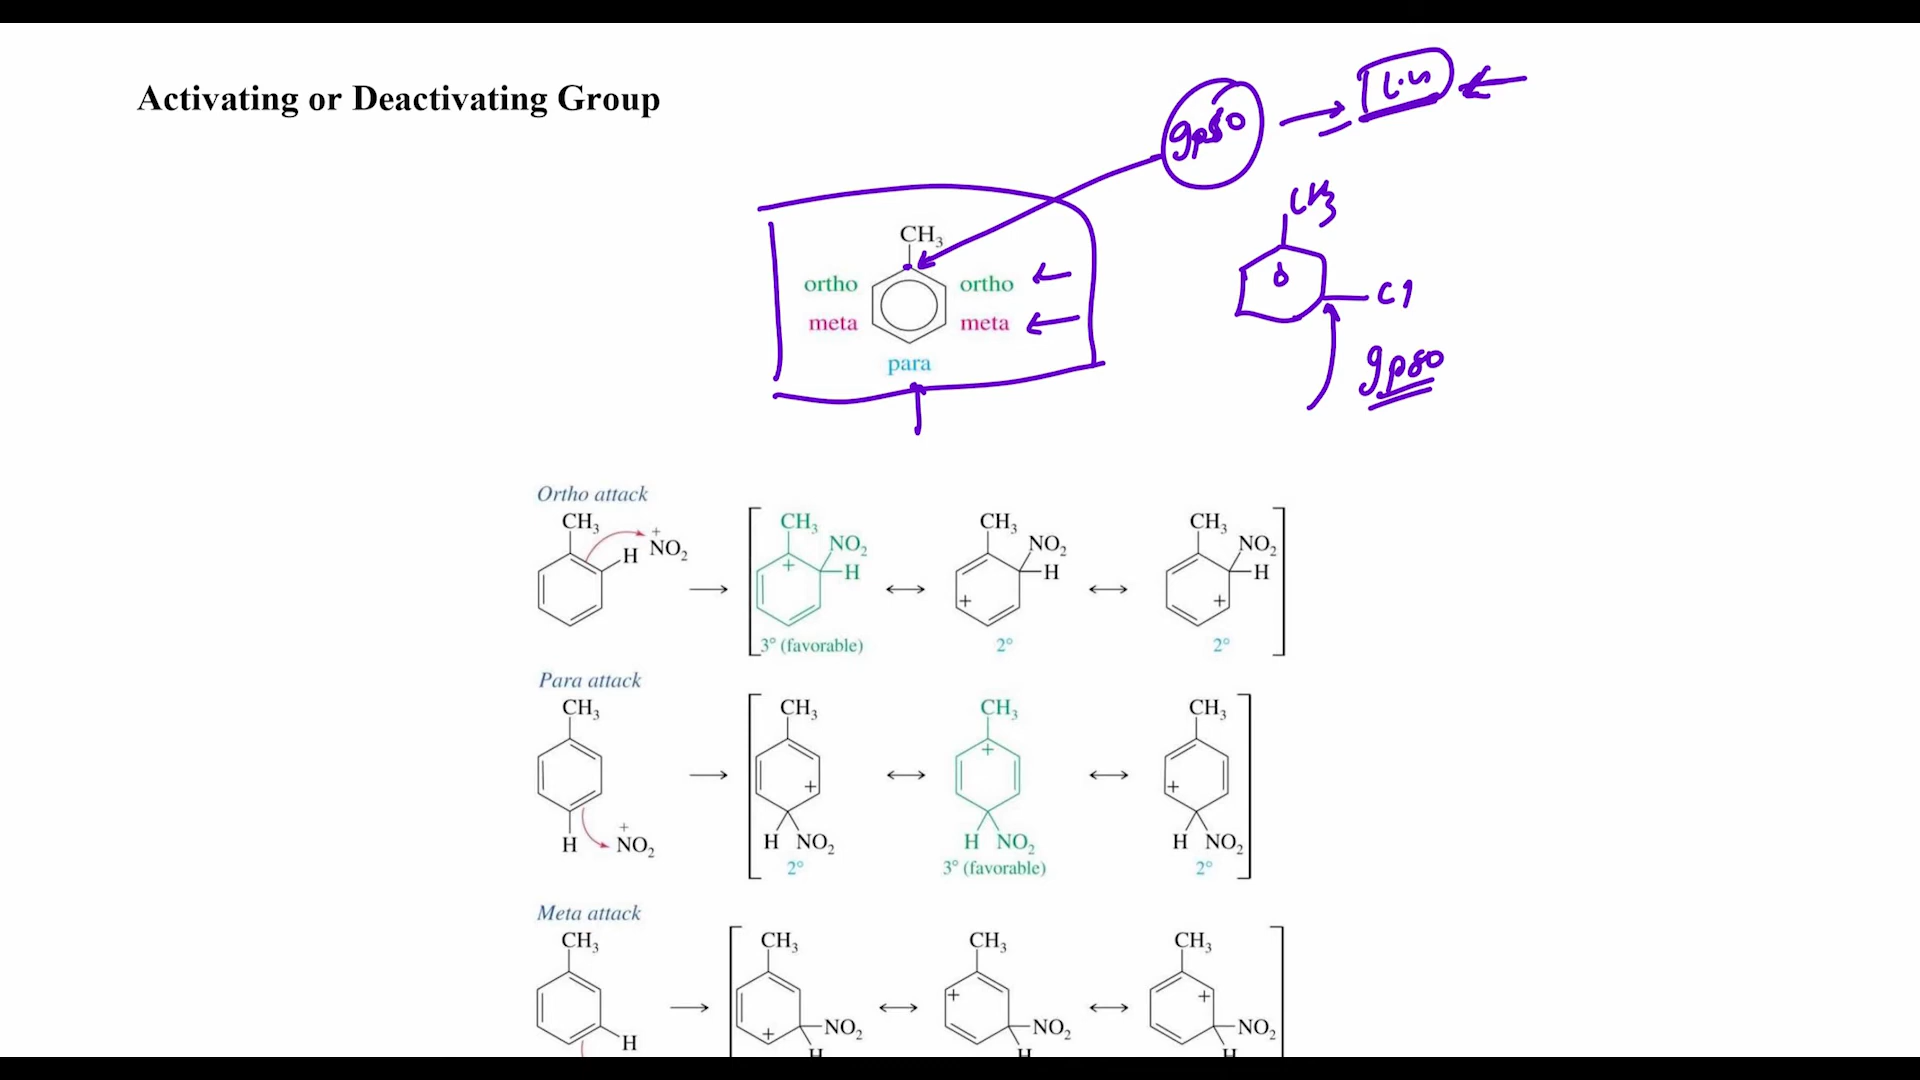 Activating or Deactivating Group
CH3
ortho ortho
meta meta
para
CH3
Cl
Ortho attack
CH3 H +NO2
CH3 NO2 + H
CH3 NO2 H +
CH3 NO2 H +
3° (favorable) 2° 2°
Para attack
CH3 H +NO2
CH3 + H NO2
CH3 + H NO2
CH3 + H NO2
2° 3° (favorable) 2°
Meta attack
CH3 H
CH3 + NO2 H
CH3 + NO2 H
CH3 + NO2 H